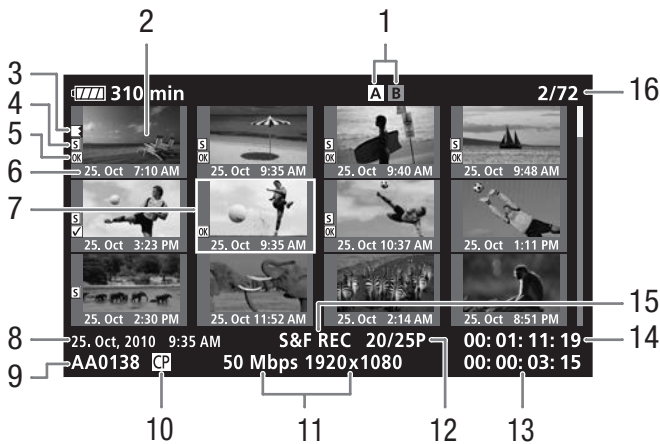 2 1
3
4
5
6
7
8
9
310 min A B 2/72 16
S
OK
25. Oct 7:10 AM
S
OK
25. Oct 9:35 AM
S
OK
25. Oct 9:40 AM
S
OK
25. Oct 9:48 AM
S
✓
25. Oct 3:23 PM
OK
25. Oct 9:35 AM
S
OK
25. Oct 10:37 AM
25. Oct 1:11 PM
S
25. Oct 2:30 PM
25. Oct 11:52 AM
25. Oct 2:14 AM
25. Oct 8:51 PM
15
25. Oct, 2010 9:35 AM S&F REC 20/25P 00: 01: 11: 19 14
AA0138 CP 50 Mbps 1920x1080 00: 00: 03: 15
10 11 12 13